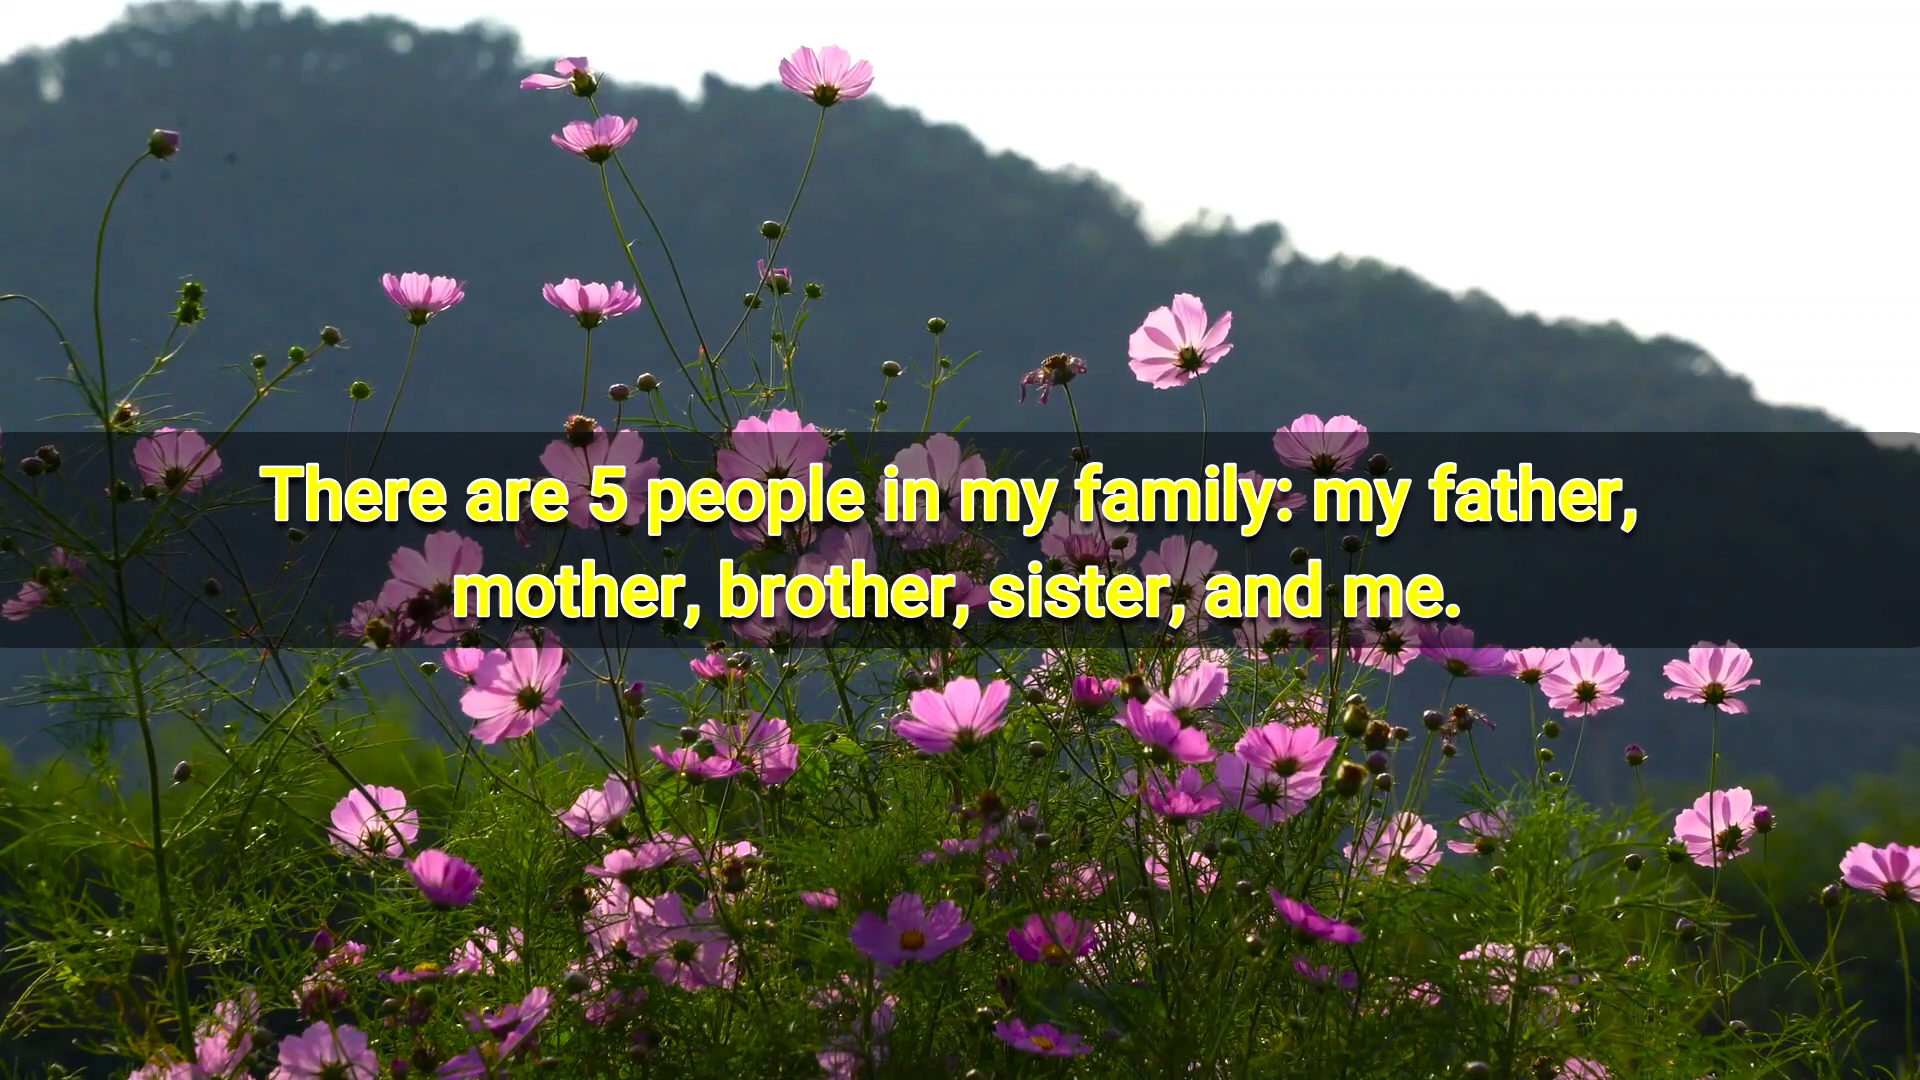 There are 5 people in my family: my father,
mother, brother, sister, and me.